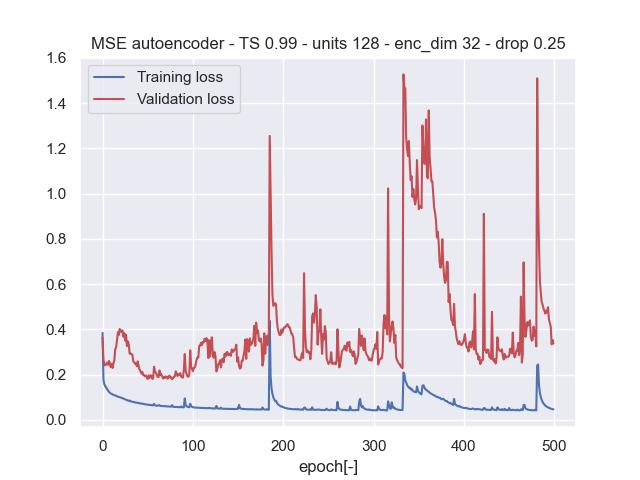 MSE autoencoder - TS 0.99 - units 128 - enc_dim 32 - drop 0.25
1.6
Training loss
Validation loss
1.4
1.2
1.0
0.8
0.6
0.4
0.2
0.0
0 100 200 300 400 500
epoch[-]